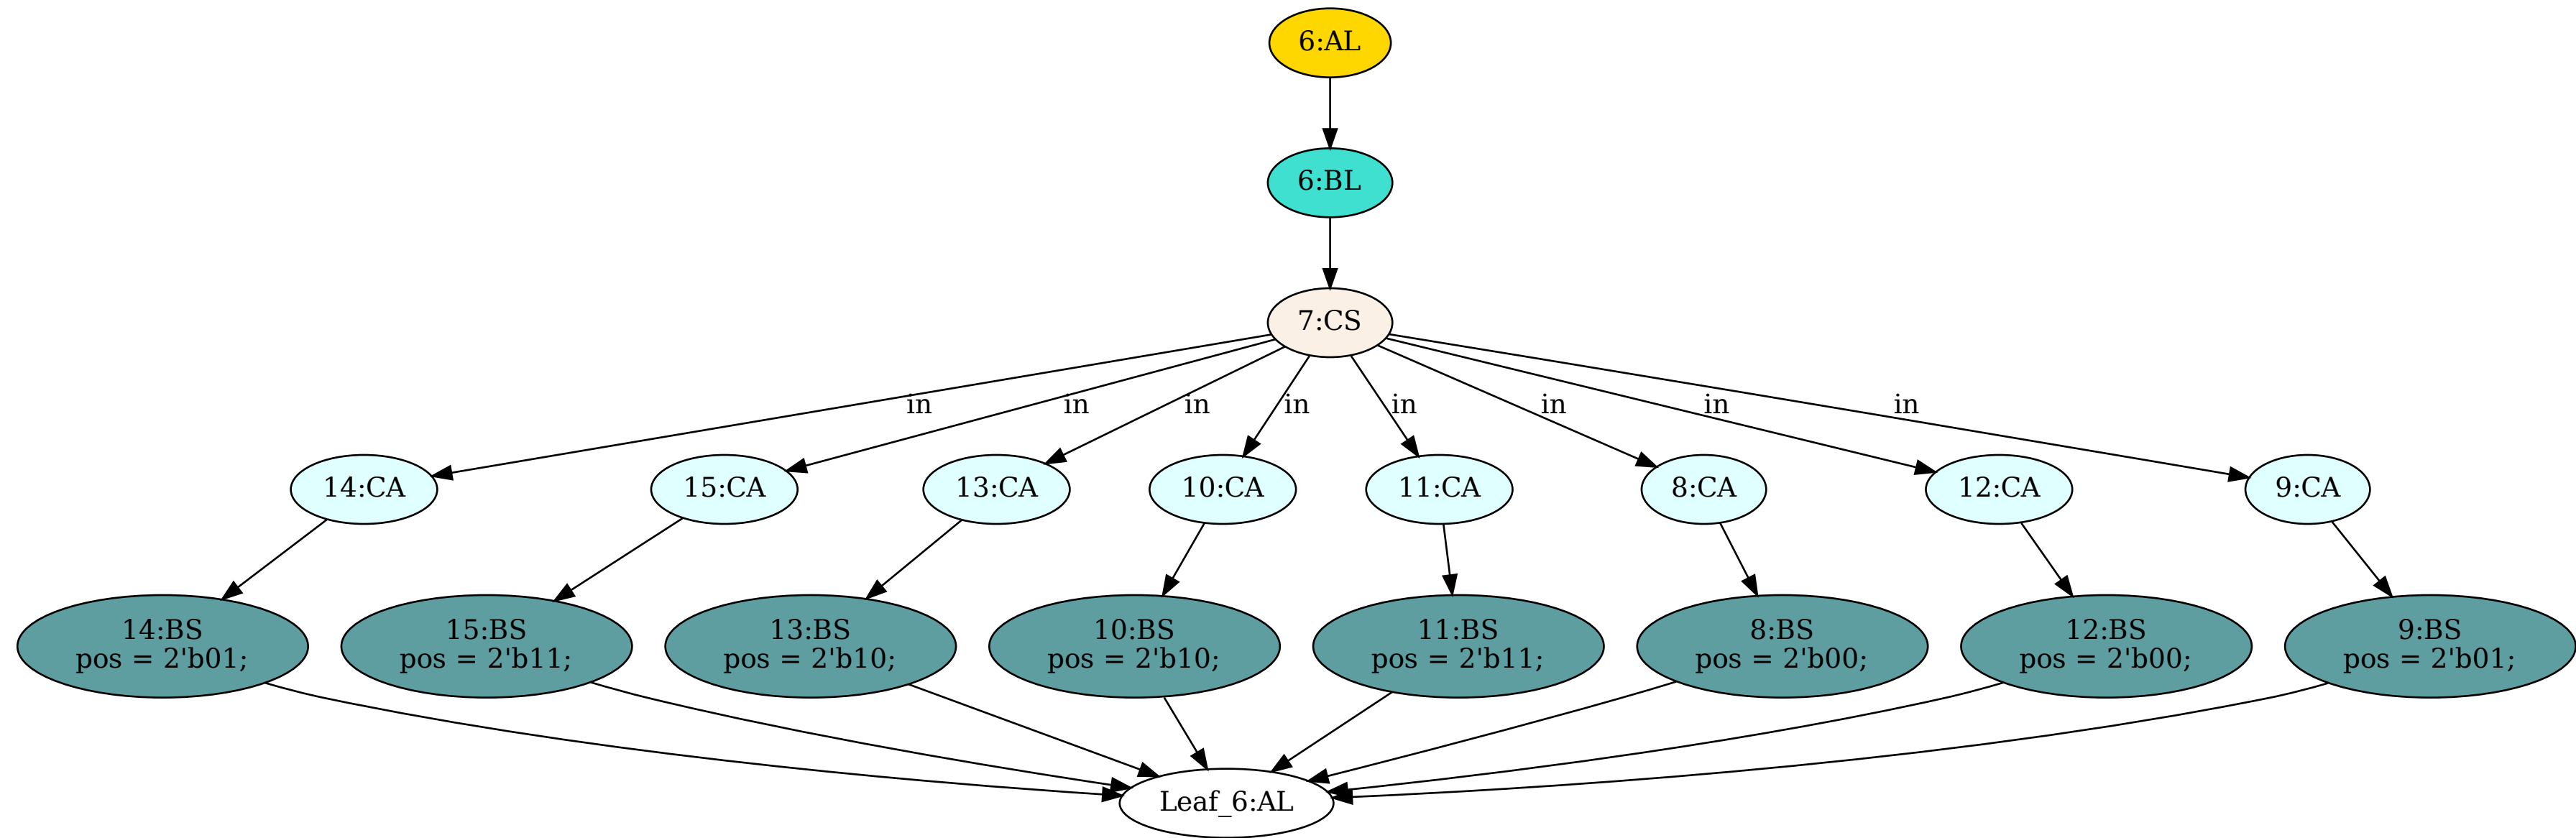 6:AL
6:BL
7:CS
in
in
in
in
in
in
in
in
14:CA
15:CA
13:CA
10:CA
11:CA
8:CA
12:CA
9:CA
14:BS
pos = 2'b01;
15:BS
pos = 2'b11;
13:BS
pos = 2'b10;
10:BS
pos = 2'b10;
11:BS
pos = 2'b11;
8:BS
pos = 2'b00;
12:BS
pos = 2'b00;
9:BS
pos = 2'b01;
Leaf_6:AL